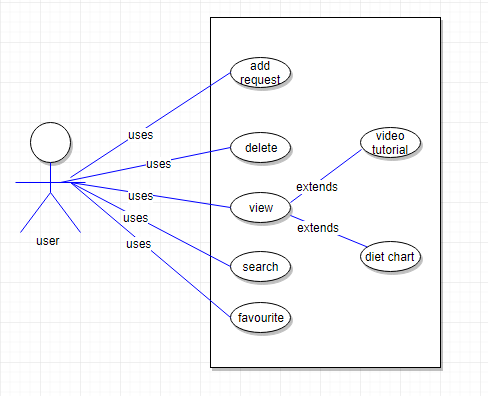 add
request
video
tutorial
uses
delete
uses
extends
uses
view
uses
extends
user
uses
diet chart
search
favourite